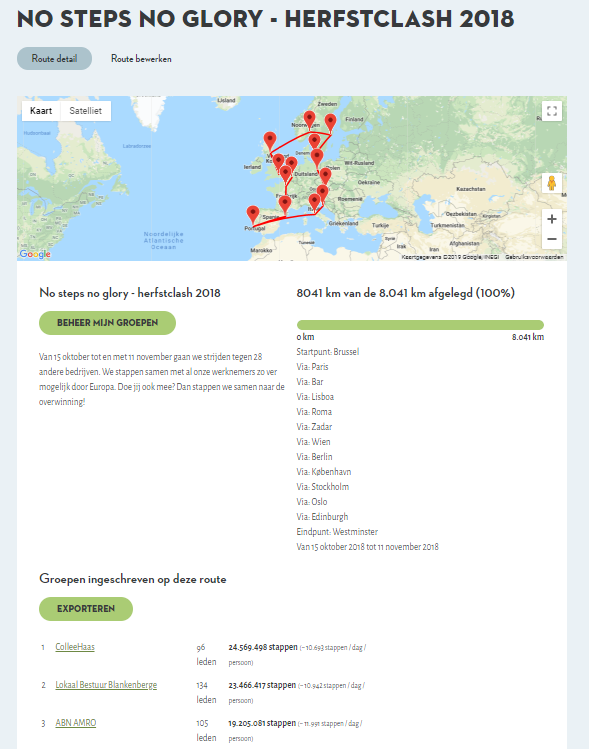 NO STEPS NO GLORY - HERFSTCLASH 2018
Route detail
Route bewerken
Kaart
Satelliet
IJsland
Zweden
Noorwegen
Finland
Labradorzee
Ierland
Duitsland
Polen
Wit-Rusland
Oekraïne
Kazachstan
Roemenië
Spanje
Portugal
Griekenland
Turkije
Oezbekistan
Turkmenistan
Noordelijke
Atlantische
Oceaan
Tunesië
Marokko
Syrië
Irak
Iran
Afghanistan
Google
Kaartgegevens ©2019 Google, INEGI
Gebruiksvoorwaarden
No steps no glory - herfstclash 2018
BEHEER MIJN GROEPEN
Van 15 oktober tot en met 11 november gaan we strijden tegen 28
andere bedrijven. We stappen samen met al onze werknemers zo ver
mogelijk door Europa. Doe jij ook mee? Dan stappen we samen naar de
overwinning!
8041 km van de 8.041 km afgelegd (100%)
0 km
8.041 km
Startpunt: Brussel
Via: Paris
Via: Bar
Via: Lisboa
Via: Roma
Via: Zadar
Via: Wien
Via: Berlin
Via: København
Via: Stockholm
Via: Oslo
Via: Edinburgh
Eindpunt: Westminster
Van 15 oktober 2018 tot 11 november 2018
Groepen ingeschreven op deze route
EXPORTEREN
1 ColleeHaas 96 leden 24.569.498 stappen (~ 10.693 stappen / dag / persoon)
2 Lokaal Bestuur Blankenberge 134 leden 23.466.417 stappen (~ 10.942 stappen / dag / persoon)
3 ABN AMRO 105 leden 19.205.081 stappen (~ 11.991 stappen / dag / persoon)